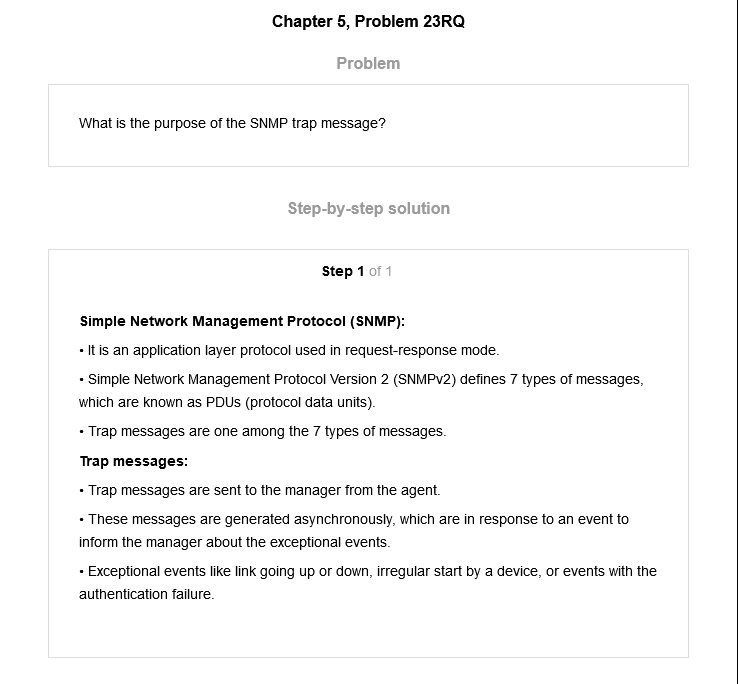 Chapter 5, Problem 23RQ
Problem
What is the purpose of the SNMP trap message?
Step-by-step solution
Step 1 of 1
Simple Network Management Protocol (SNMP):
• It is an application layer protocol used in request-response mode.
• Simple Network Management Protocol Version 2 (SNMPv2) defines 7 types of messages,
which are known as PDUs (protocol data units).
• Trap messages are one among the 7 types of messages.
Trap messages:
• Trap messages are sent to the manager from the agent.
• These messages are generated asynchronously, which are in response to an event to
inform the manager about the exceptional events.
• Exceptional events like link going up or down, irregular start by a device, or events with the
authentication failure.